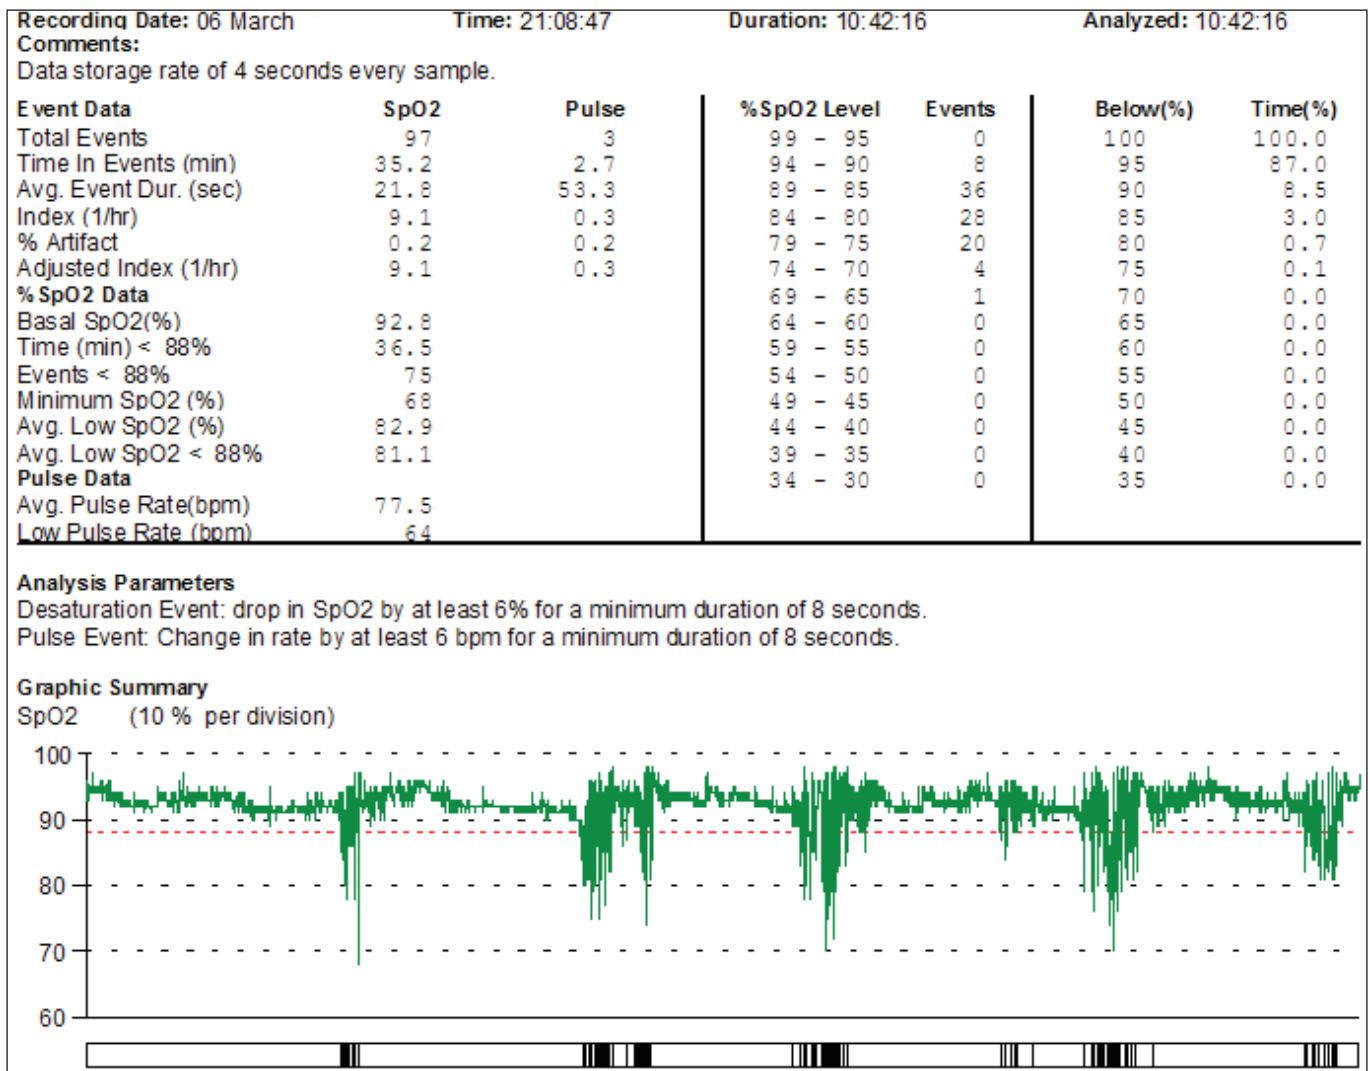 Recording Date: 06 March Time: 21:08:47 Duration: 10:42:16 Analyzed: 10:42:16
Comments:
Data storage rate of 4 seconds every sample.
Event Data SpO2 Pulse %SpO2 Level Events Below(%) Time(%)
Total Events 97 3 99 - 95 0 100 100.0
Time In Events (min) 35.2 2.7 94 - 90 8 95 87.0
Avg. Event Dur. (sec) 21.8 53.3 89 - 85 36 90 8.5
Index (1/hr) 9.1 0.3 84 - 80 28 85 3.0
% Artifact 0.2 0.2 79 - 75 20 80 0.7
Adjusted Index (1/hr) 9.1 0.3 74 - 70 4 75 0.1
%SpO2 Data 69 - 65 1 70 0.0
Basal SpO2(%) 92.8 64 - 60 0 65 0.0
Time (min) < 88% 36.5 59 - 55 0 60 0.0
Events < 88% 75 54 - 50 0 55 0.0
Minimum SpO2 (%) 68 49 - 45 0 50 0.0
Avg. Low SpO2 (%) 82.9 44 - 40 0 45 0.0
Avg. Low SpO2 < 88% 81.1 39 - 35 0 40 0.0
Pulse Data 34 - 30 0 35 0.0
Avg. Pulse Rate(bpm) 77.5
Low Pulse Rate (bpm) 64
Analysis Parameters
Desaturation Event: drop in SpO2 by at least 6% for a minimum duration of 8 seconds.
Pulse Event: Change in rate by at least 6 bpm for a minimum duration of 8 seconds.
Graphic Summary
SpO2 (10 % per division)
100
90
80
70
60